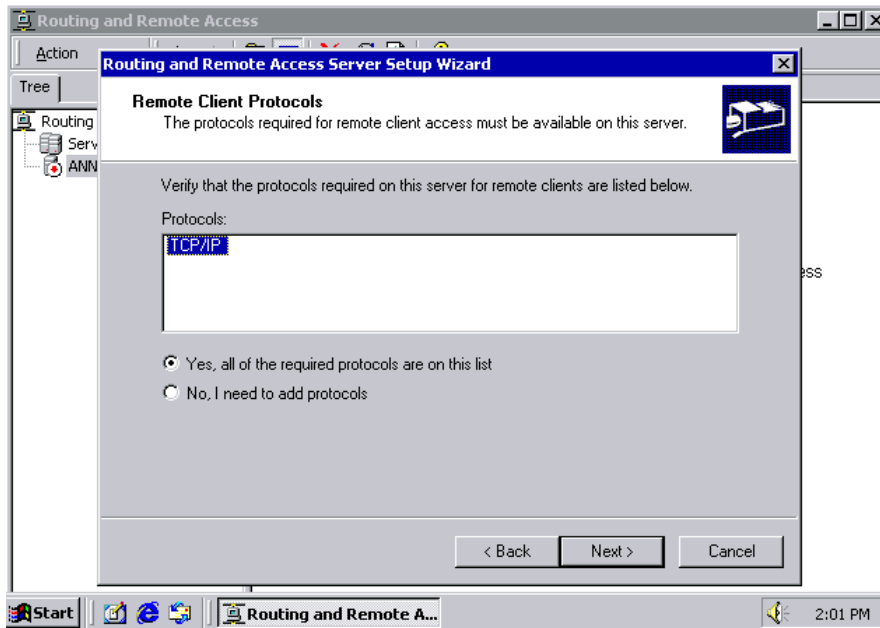 Routing and Remote Access
Action
Routing and Remote Access Server Setup Wizard
Tree
Remote Client Protocols
The protocols required for remote client access must be available on this server.
Routing
Serv
ANN
Verify that the protocols required on this server for remote clients are listed below.
Protocols:
TCP/IP
ess
Yes, all of the required protocols are on this list
No, I need to add protocols
< Back
Next >
Cancel
Start
Routing and Remote A...
2:01 PM